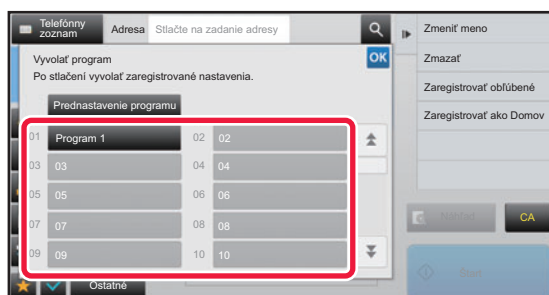 Telefónny zoznam
Adresa
Stlačte na zadanie adresy
Vyvolať program
OK
Po stlačení vyvolať zaregistrované nastavenia.
Prednastavenie programu
01 Program 1
02 02
03 03
04 04
05 05
06 06
07 07
08 08
09 09
10 10
Ostatné
Zmeniť meno
Zmazať
Zaregistrovať obľúbené
Zaregistrovať ako Domov
Náhľad
CA
Start